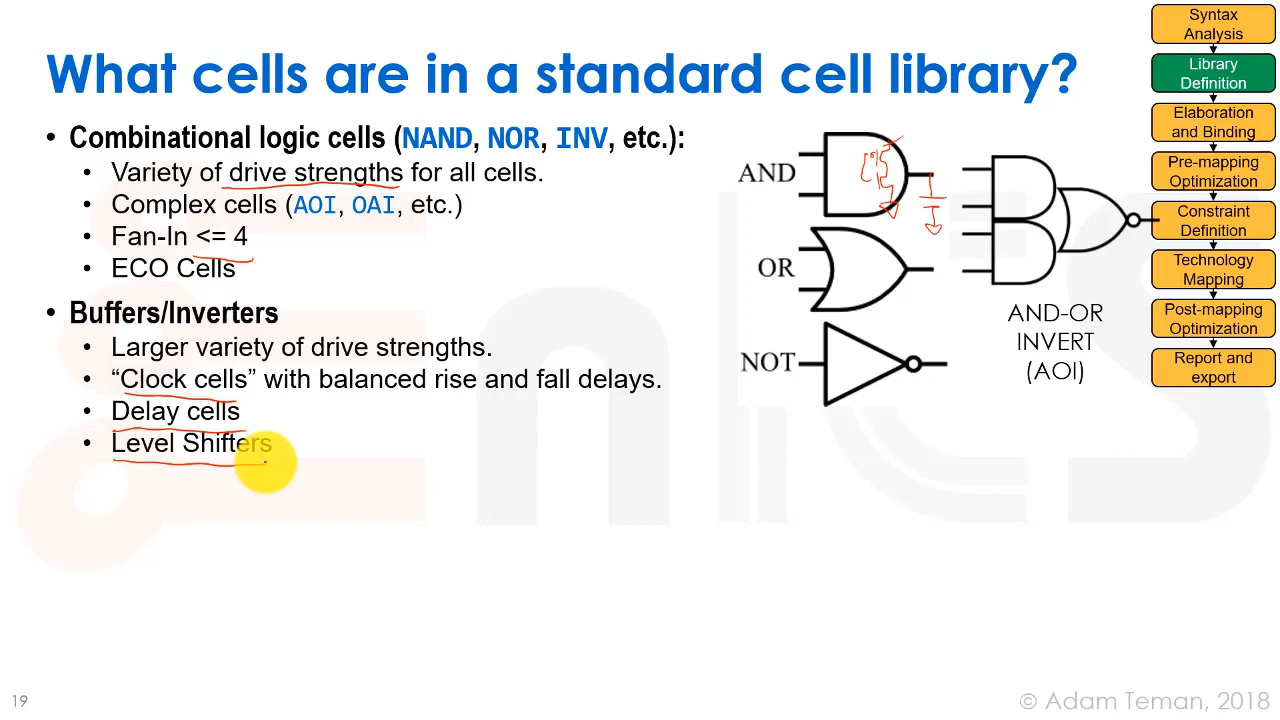 What cells are in a standard cell library?
• Combinational logic cells (NAND, NOR, INV, etc.):
• Variety of drive strengths for all cells.
• Complex cells (AOI, OAI, etc.)
• Fan-In <= 4
• ECO Cells
• Buffers/Inverters
• Larger variety of drive strengths.
• “Clock cells” with balanced rise and fall delays.
• Delay cells
• Level Shifters
AND
OR
NOT
AND-OR
INVERT
(AOI)
Syntax
Analysis
Library
Definition
Elaboration
and Binding
Pre-mapping
Optimization
Constraint
Definition
Technology
Mapping
Post-mapping
Optimization
Report and
export
EnICS
19
© Adam Teman, 2018